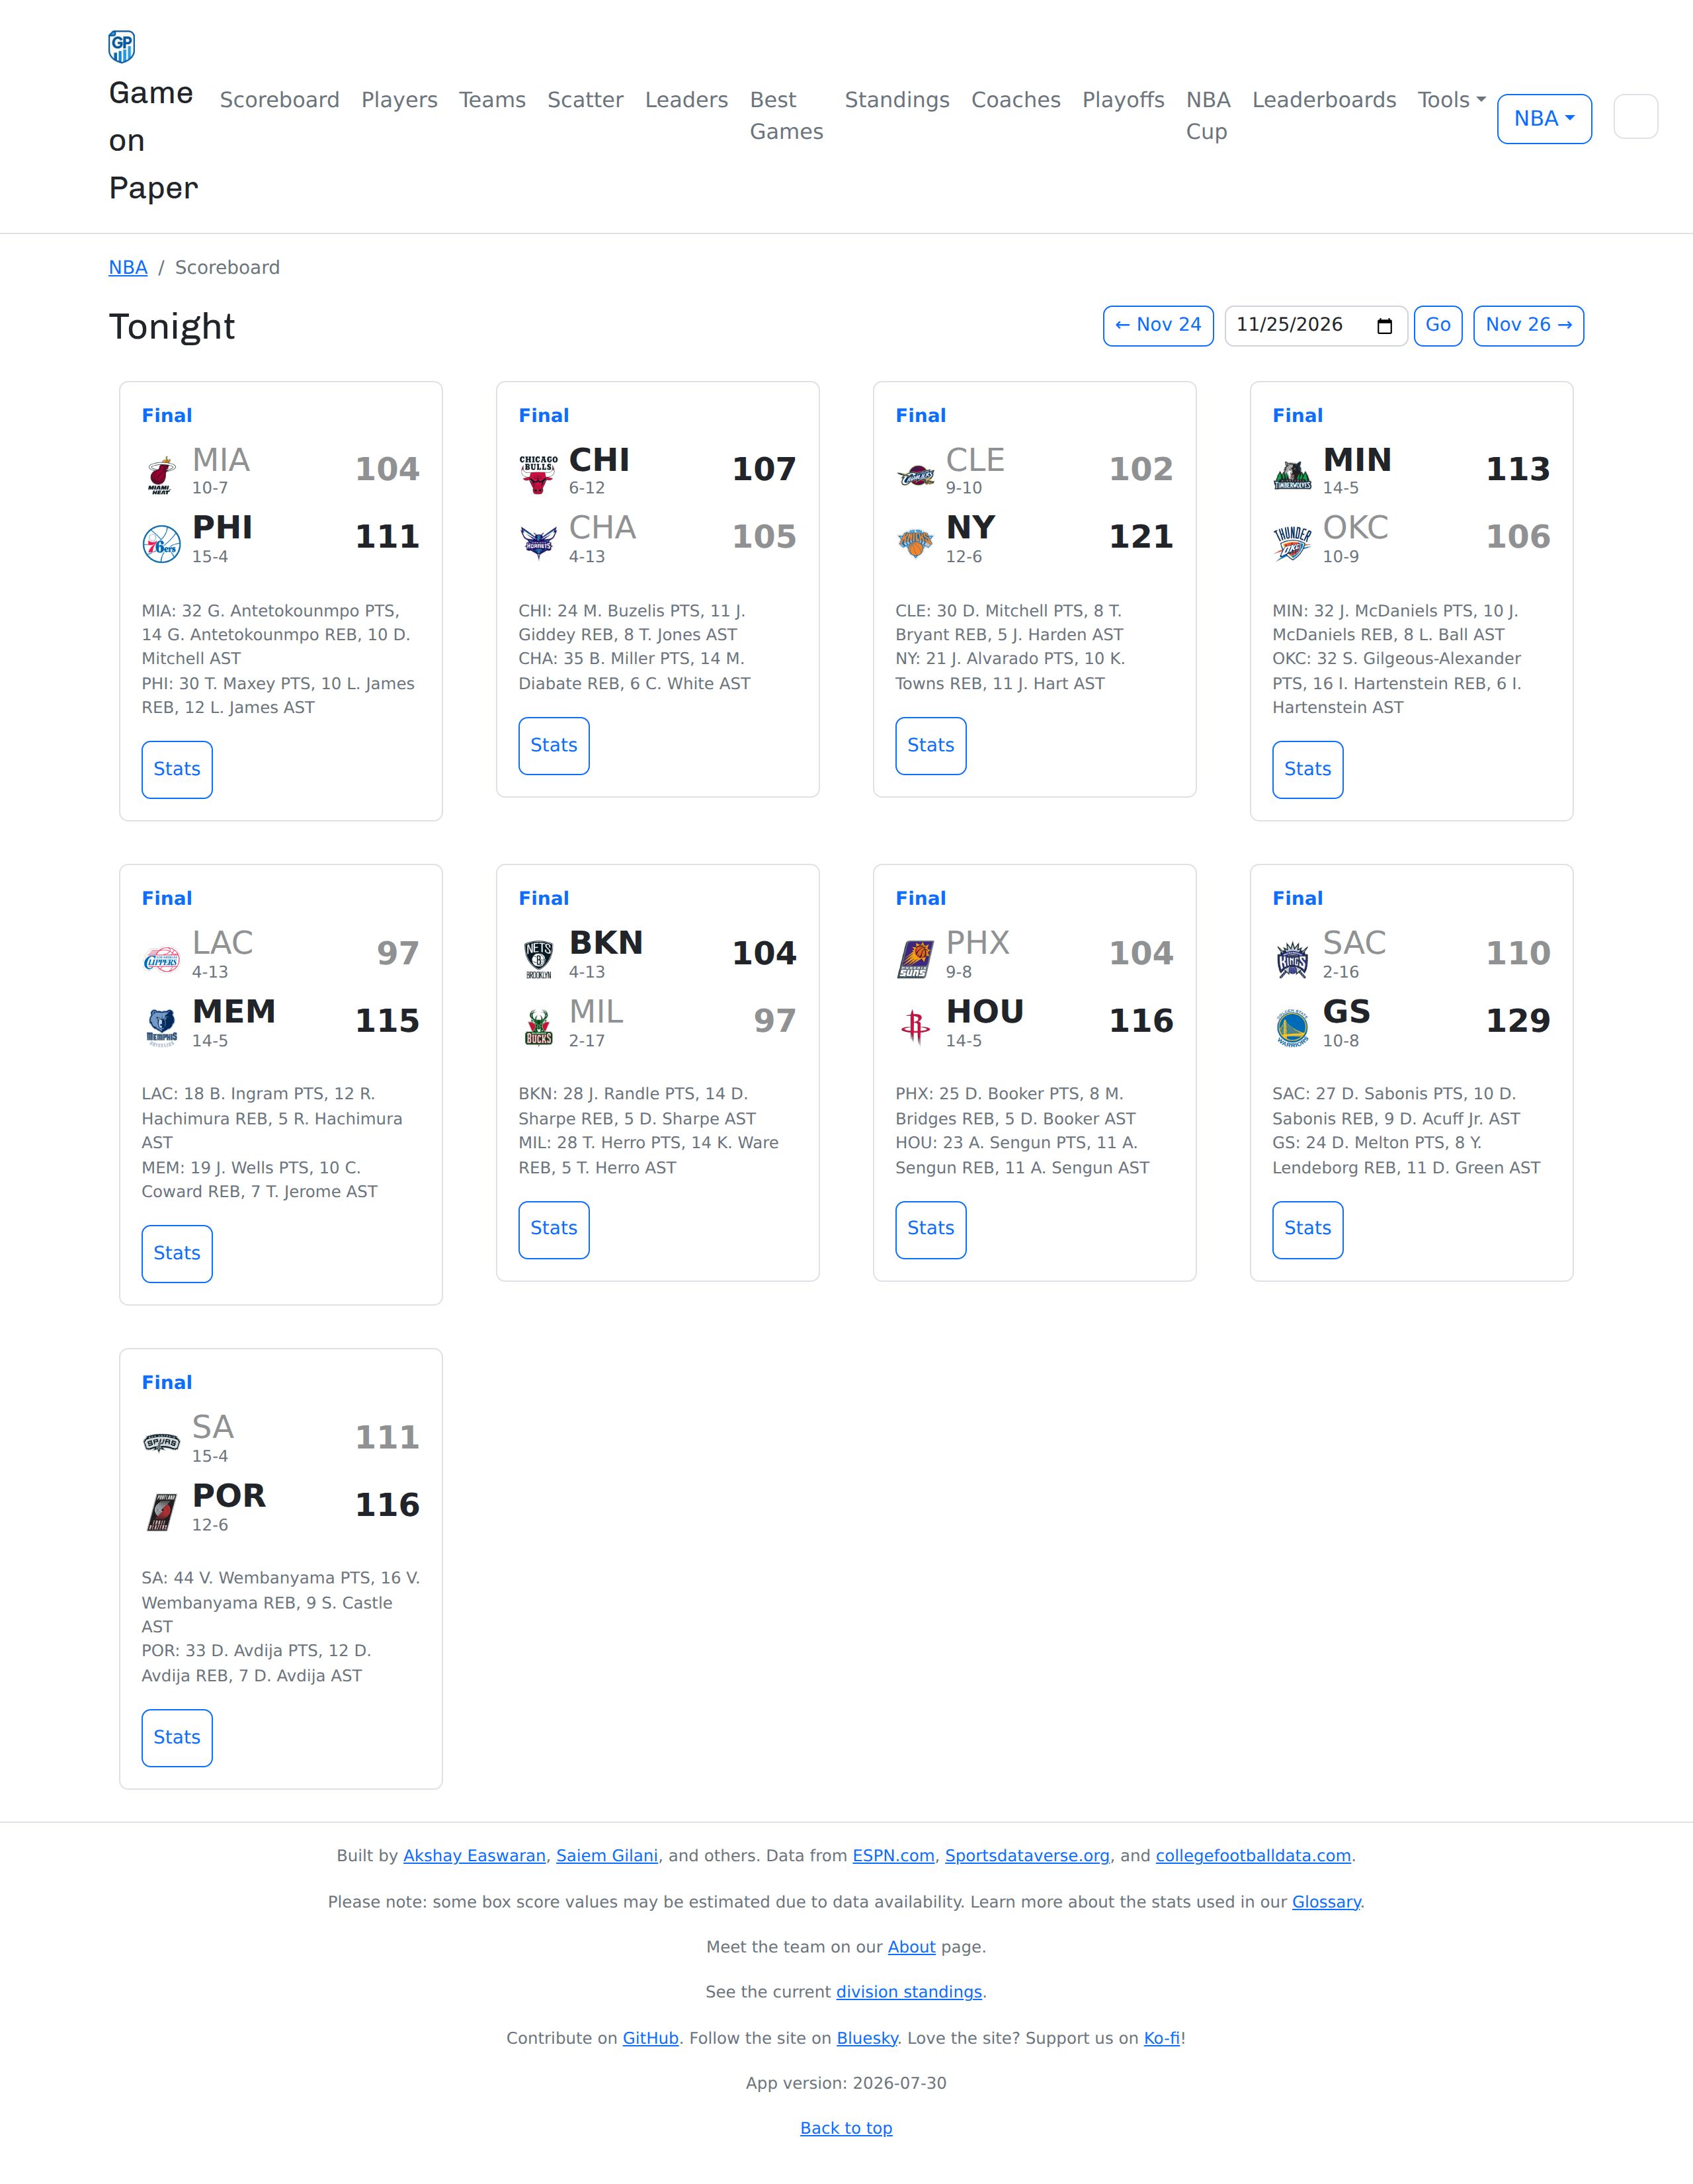 GP
Game
on
Paper
Scoreboard Players Teams Scatter Leaders Best Games Standings Coaches Playoffs NBA Cup Leaderboards Tools NBA
NBA / Scoreboard
Tonight
← Nov 24 11/25/2026 Go Nov 26 →
Final
MIA 104
10-7
PHI 111
15-4
MIA: 32 G. Antetokounmpo PTS,
14 G. Antetokounmpo REB, 10 D.
Mitchell AST
PHI: 30 T. Maxey PTS, 10 L. James
REB, 12 L. James AST
Stats
Final
CHI 107
6-12
CHA 105
4-13
CHI: 24 M. Buzelis PTS, 11 J.
Giddey REB, 8 T. Jones AST
CHA: 35 B. Miller PTS, 14 M.
Diabate REB, 6 C. White AST
Stats
Final
CLE 102
9-10
NY 121
12-6
CLE: 30 D. Mitchell PTS, 8 T.
Bryant REB, 5 J. Harden AST
NY: 21 J. Alvarado PTS, 10 K.
Towns REB, 11 J. Hart AST
Stats
Final
MIN 113
14-5
OKC 106
10-9
MIN: 32 J. McDaniels PTS, 10 J.
McDaniels REB, 8 L. Ball AST
OKC: 32 S. Gilgeous-Alexander
PTS, 16 I. Hartenstein REB, 6 I.
Hartenstein AST
Stats
Final
LAC 97
4-13
MEM 115
14-5
LAC: 18 B. Ingram PTS, 12 R.
Hachimura REB, 5 R. Hachimura
AST
MEM: 19 J. Wells PTS, 10 C.
Coward REB, 7 T. Jerome AST
Stats
Final
BKN 104
4-13
MIL 97
2-17
BKN: 28 J. Randle PTS, 14 D.
Sharpe REB, 5 D. Sharpe AST
MIL: 28 T. Herro PTS, 14 K. Ware
REB, 5 T. Herro AST
Stats
Final
PHX 104
9-8
HOU 116
14-5
PHX: 25 D. Booker PTS, 8 M.
Bridges REB, 5 D. Booker AST
HOU: 23 A. Sengun PTS, 11 A.
Sengun REB, 11 A. Sengun AST
Stats
Final
SAC 110
2-16
GS 129
10-8
SAC: 27 D. Sabonis PTS, 10 D.
Sabonis REB, 9 D. Acuff Jr. AST
GS: 24 D. Melton PTS, 8 Y.
Lendeborg REB, 11 D. Green AST
Stats
Final
SA 111
15-4
POR 116
12-6
SA: 44 V. Wembanyama PTS, 16 V.
Wembanyama REB, 9 S. Castle
AST
POR: 33 D. Avdija PTS, 12 D.
Avdija REB, 7 D. Avdija AST
Stats
Built by Akshay Easwaran, Saiem Gilani, and others. Data from ESPN.com, Sportsdataverse.org, and collegefootballdata.com.
Please note: some box score values may be estimated due to data availability. Learn more about the stats used in our Glossary.
Meet the team on our About page.
See the current division standings.
Contribute on GitHub. Follow the site on Bluesky. Love the site? Support us on Ko-fi!
App version: 2026-07-30
Back to top